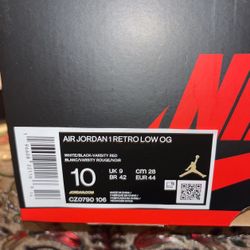 AIR JORDAN 1 RETRO LOW OG
WHITE/BLACK-VARSITY RED
BLANC/VARSITY ROUGE/NOIR
10
UK 9
CM 28
BR 42
EUR 44
JORDAN.COM
CZ0790 106